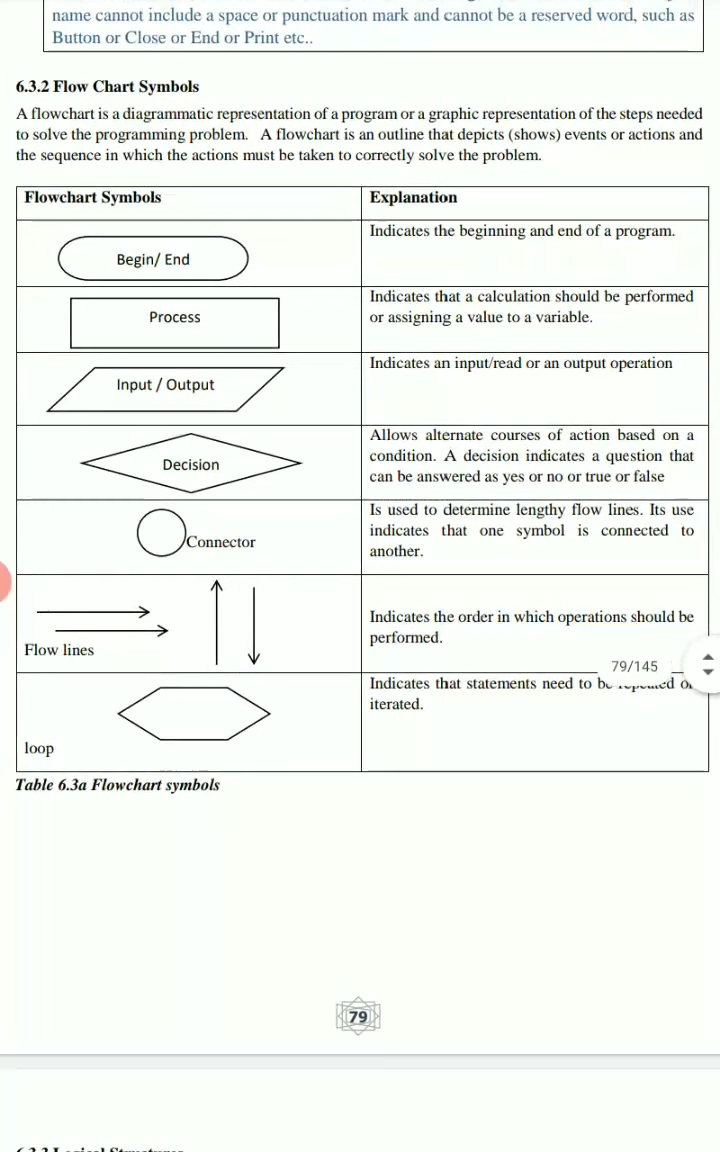 name cannot include a space or punctuation mark and cannot be a reserved word, such as
Button or Close or End or Print etc..
6.3.2 Flow Chart Symbols
A flowchart is a diagrammatic representation of a program or a graphic representation of the steps needed
to solve the programming problem. A flowchart is an outline that depicts (shows) events or actions and
the sequence in which the actions must be taken to correctly solve the problem.
Flowchart Symbols
Explanation
Begin/ End
Indicates the beginning and end of a program.
Process
Indicates that a calculation should be performed
or assigning a value to a variable.
Input / Output
Indicates an input/read or an output operation
Decision
Allows alternate courses of action based on a
condition. A decision indicates a question that
can be answered as yes or no or true or false
Connector
Is used to determine lengthy flow lines. Its use
indicates that one symbol is connected to
another.
Flow lines
Indicates the order in which operations should be
performed.
79/145
loop
Indicates that statements need to be repeated or
iterated.
Table 6.3a Flowchart symbols
79